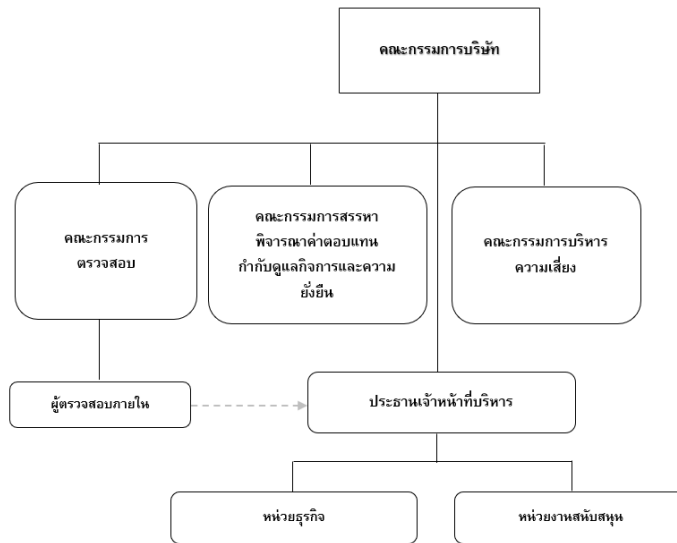 คณะกรรมการบริษัท
คณะกรรมการ
ตรวจสอบ
คณะกรรมการสรรหา
พิจารณาค่าตอบแทน
กำกับดูแลกิจการและความ
ยั่งยืน
คณะกรรมการบริหาร
ความเสี่ยง
ผู้ตรวจสอบภายใน
ประธานเจ้าหน้าที่บริหาร
หน่วยธุรกิจ
หน่วยงานสนับสนุน